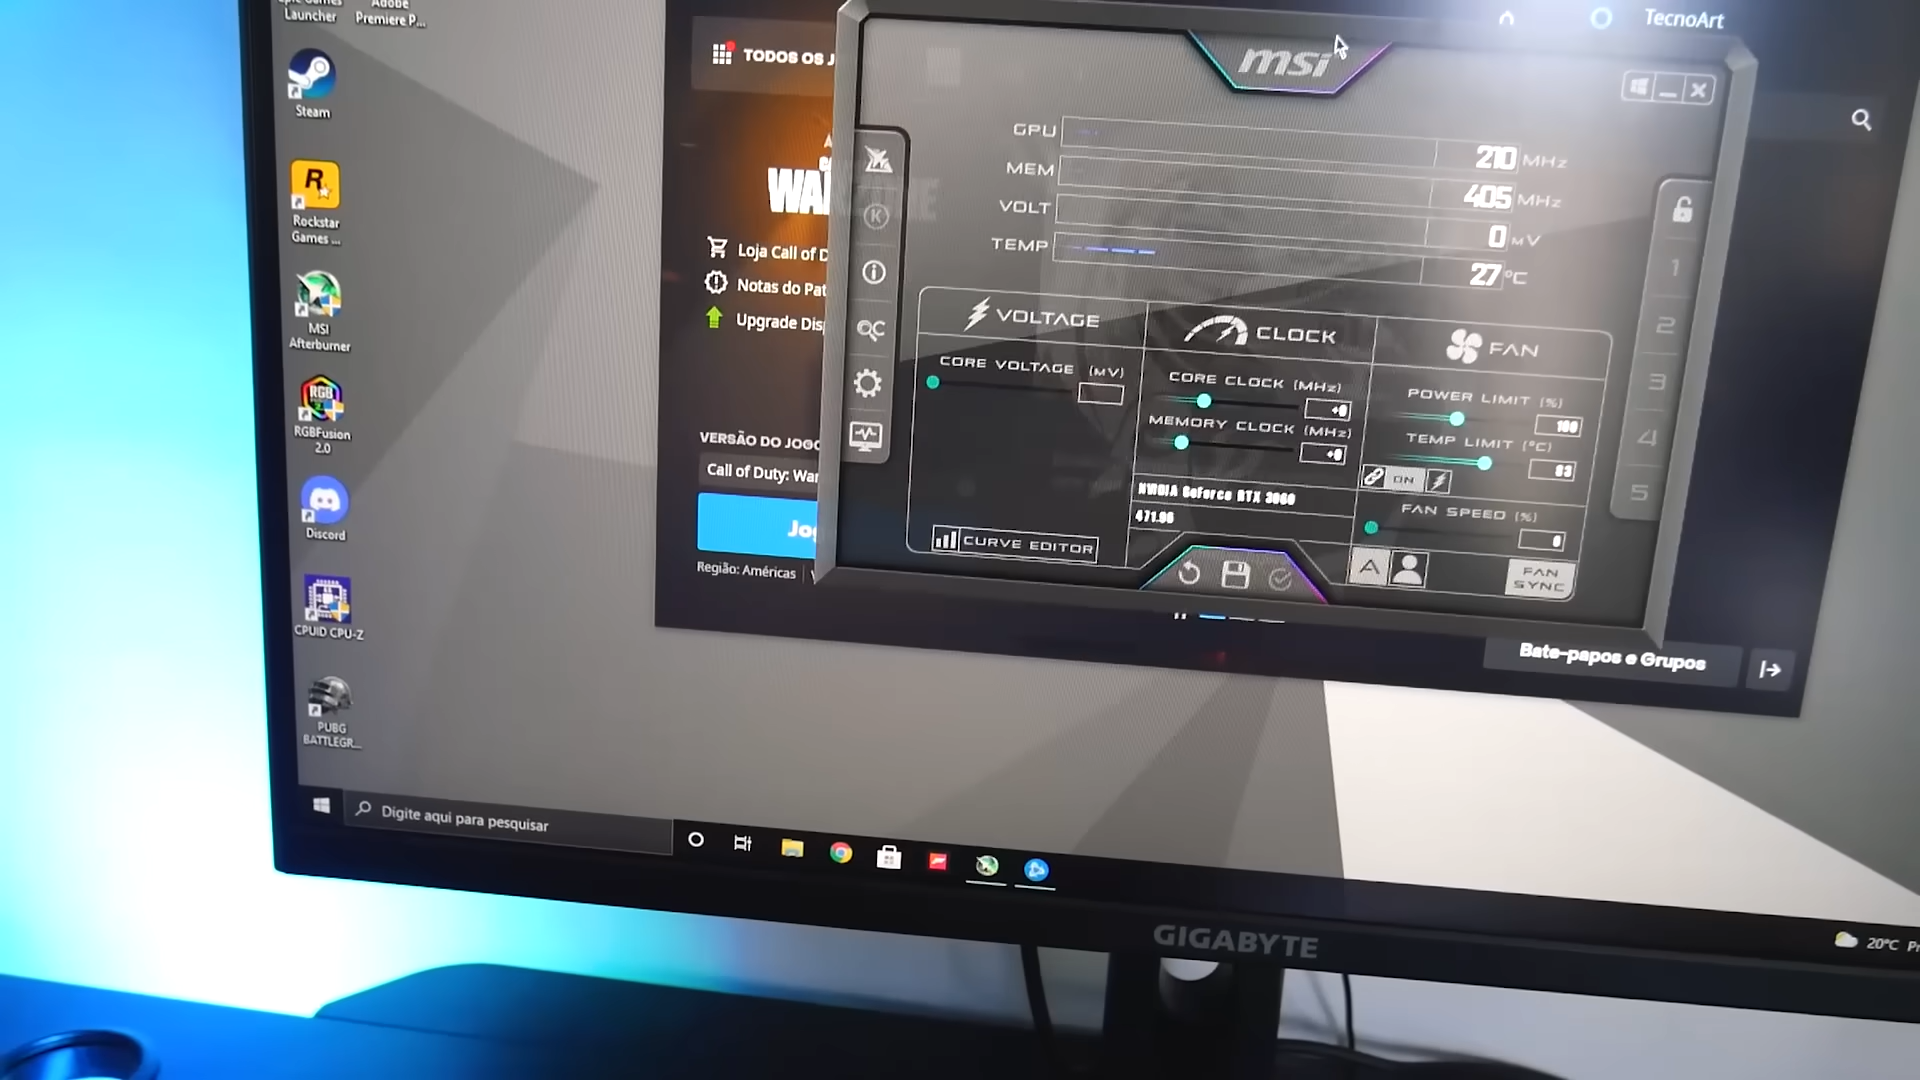 Launcher
Adobe
Premiere P...
Steam
Rockstar
Games ...
MSI
Afterburner
RGB
RGBFusion
2.0
Discord
CPUID CPU-Z
PUBG
BATTLEGR...
TecnoArt
TODOS OS J
WA
Loja Call of D
Notas do Pat
Upgrade Dis
VERSÃO DO JOGO
Call of Duty: War
Jog
Região: Américas
msi
GPU
210 MHz
MEM
405 MHz
VOLT
0 mV
TEMP
27 °C
K
OC
VOLTAGE
CORE VOLTAGE (MV)
CURVE EDITOR
CLOCK
CORE CLOCK (MHz)
+0
MEMORY CLOCK (MHz)
+0
NVIDIA GeForce RTX 3060
471.96
FAN
POWER LIMIT (%)
100
TEMP LIMIT (°C)
83
ON
FAN SPEED (%)
0
A
FAN
SYNC
1
2
3
4
5
Bate-papos e Grupos
Digite aqui para pesquisar
20°C
GIGABYTE